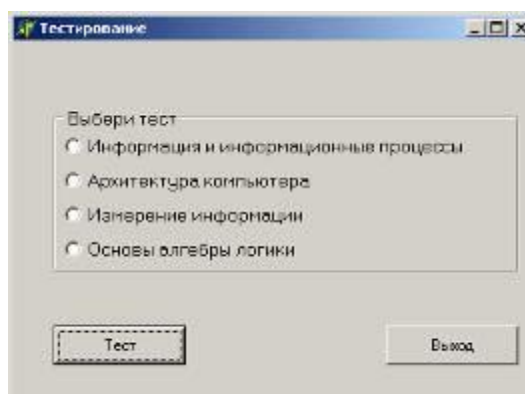 Тестирование
Выбери тест
Информация и информационные процессы
Архитектура компьютера
Измерение информации
Основы алгебры логики
Тест
Выход